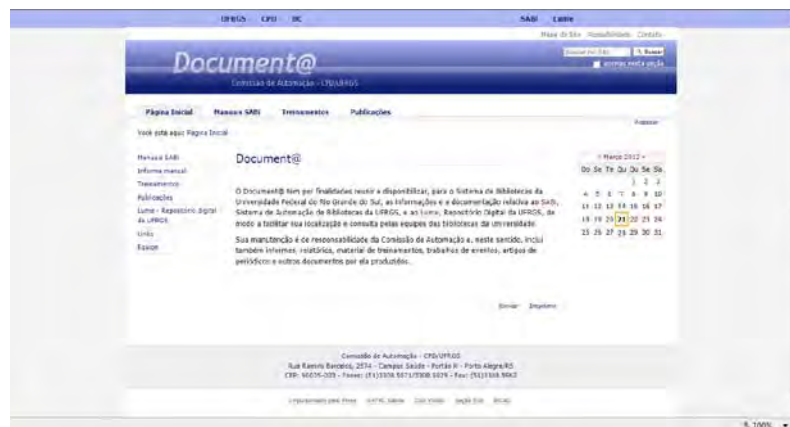 UFRGS CPD BC SABI Lume
Mapa do Site Acessibilidade Contato
Document@
Buscar
apenas nesta seção
Comissão de Automação - CPD/UFRGS
Página Inicial Manuais SABI Treinamentos Publicações
Você está aqui: Página Inicial
Manuais SABI
Informe mensal
Treinamentos
Publicações
Lume - Repositório Digital
da UFRGS
Links
Equipe
Document@
O Document@ tem por finalidades reunir e disponibilizar, para o Sistema de Bibliotecas da
Universidade Federal do Rio Grande do Sul, as informações e a documentação relativa ao SABi,
Sistema de Automação de Bibliotecas da UFRGS, e ao Lume, Repositório Digital da UFRGS, de
modo a facilitar sua localização e consulta pelas equipes das bibliotecas da universidade.
Sua manutenção é de responsabilidade da Comissão de Automação e, neste sentido, inclui
também informes, relatórios, material de treinamentos, trabalhos de eventos, artigos de
periódicos e outros documentos por ela produzidos.
Enviar Imprimir
« Março 2012 »
Do Se Te Qu Qu Se Sa
1 2 3
4 5 6 7 8 9 10
11 12 13 14 15 16 17
18 19 20 21 22 23 24
25 26 27 28 29 30 31
Comissão de Automação - CPD/UFRGS
Rua Ramiro Barcelos, 2574 - Campus Saúde - Portão K - Porto Alegre/RS
100%